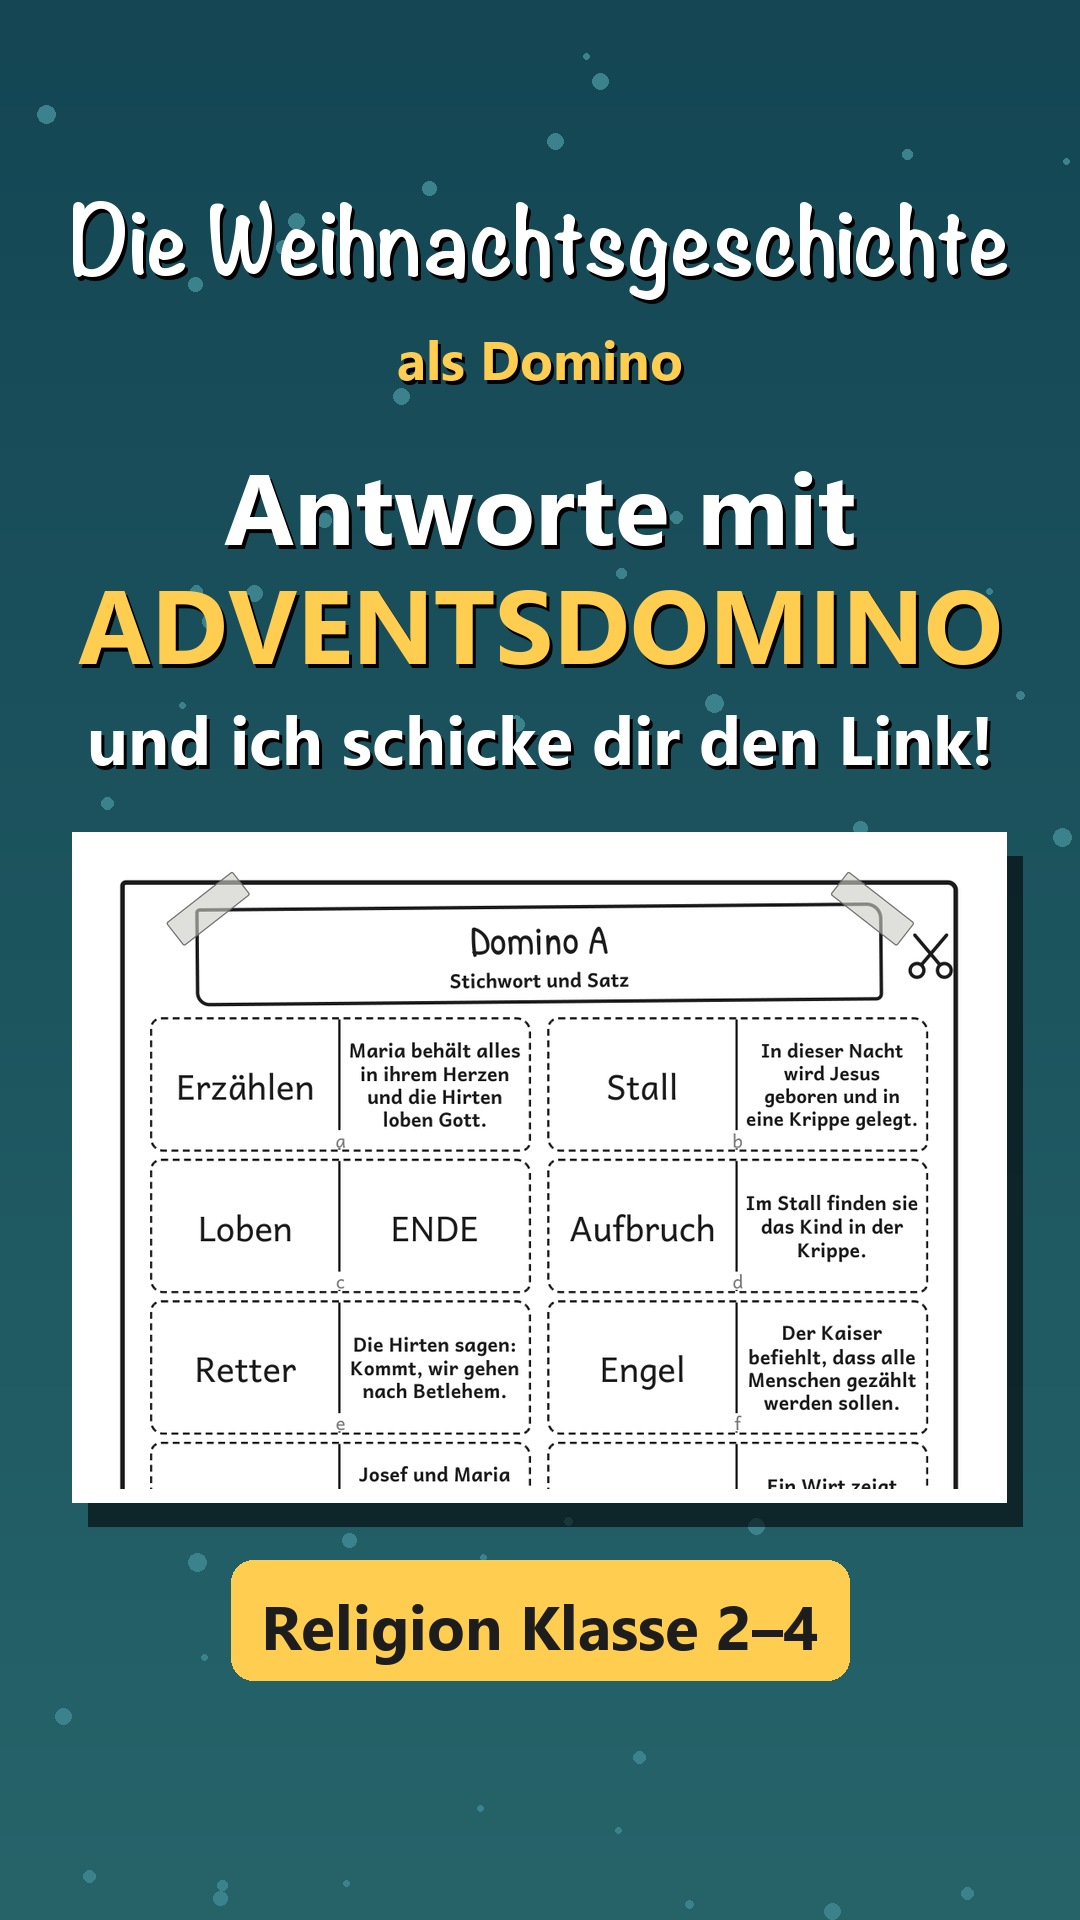 Die Weihnachtsgeschichte
als Domino
Antworte mit
ADVENTSDOMINO
und ich schicke dir den Link!
Domino A
Stichwort und Satz
Erzählen
Maria behält alles
in ihrem Herzen
und die Hirten
loben Gott.
a
Stall
In dieser Nacht
wird Jesus
geboren und in
eine Krippe gelegt.
b
Loben
ENDE
c
Aufbruch
Im Stall finden sie
das Kind in der
Krippe.
d
Retter
Die Hirten sagen:
Kommt, wir gehen
nach Betlehem.
e
Engel
Der Kaiser
befiehlt, dass alle
Menschen gezählt
werden sollen.
f
Josef und Maria
Ein Wirt zeigt
Religion Klasse 2–4